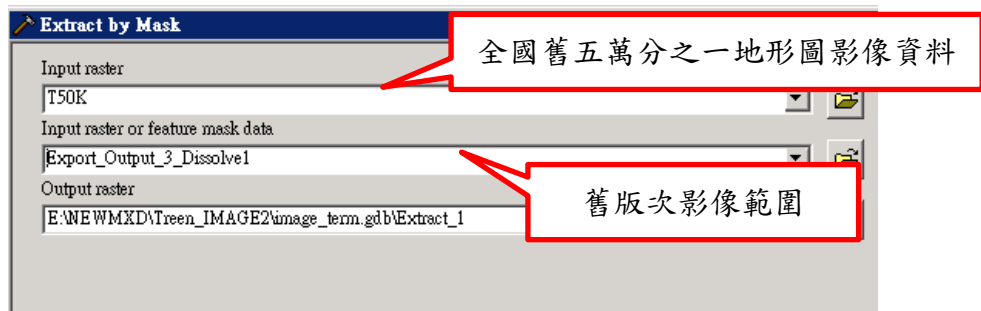 Extract by Mask
全國舊五萬分之一地形圖影像資料
Input raster
T50K
Input raster or feature mask data
Export_Output_3_Dissolve1
舊版次影像範圍
Output raster
E:\NEWMXD\Treen_IMAGE2\image_term.gdb\Extract_1